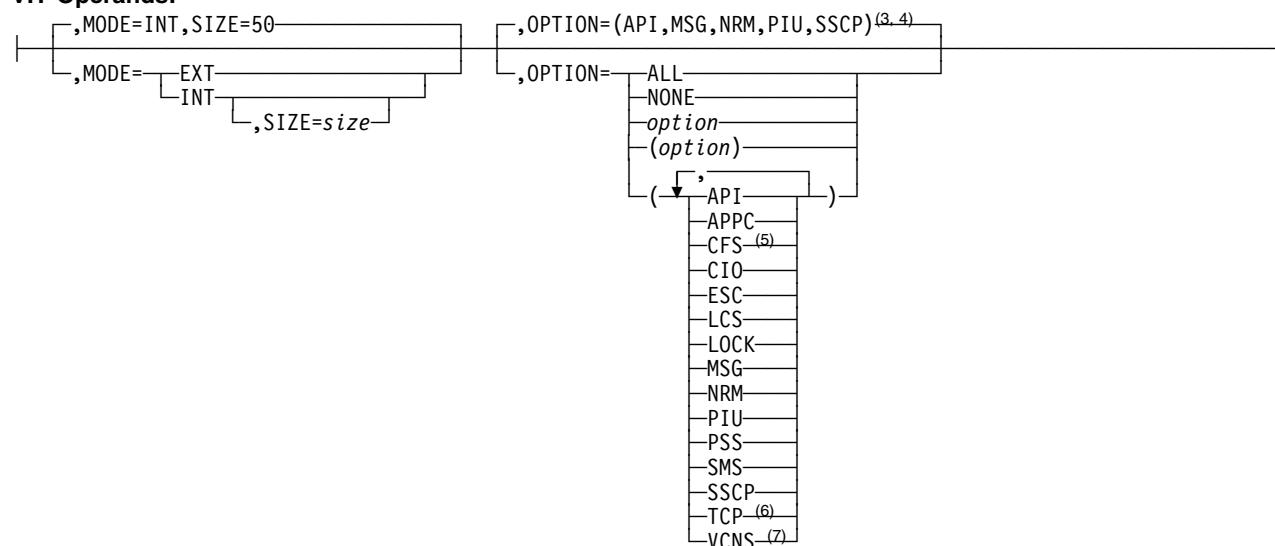 VIT Operands:
,MODE=INT,SIZE=50 ,OPTION=(API,MSG,NRM,PIU,SSCP) (3, 4)
,MODE= EXT ,OPTION= ALL
INT NONE
,SIZE=size option
(option)
,
( API )
APPC
CFS (5)
CIO
ESC
LCS
LOCK
MSG
NRM
PIU
PSS
SMS
SSCP
TCP (6)
VCNS (7)